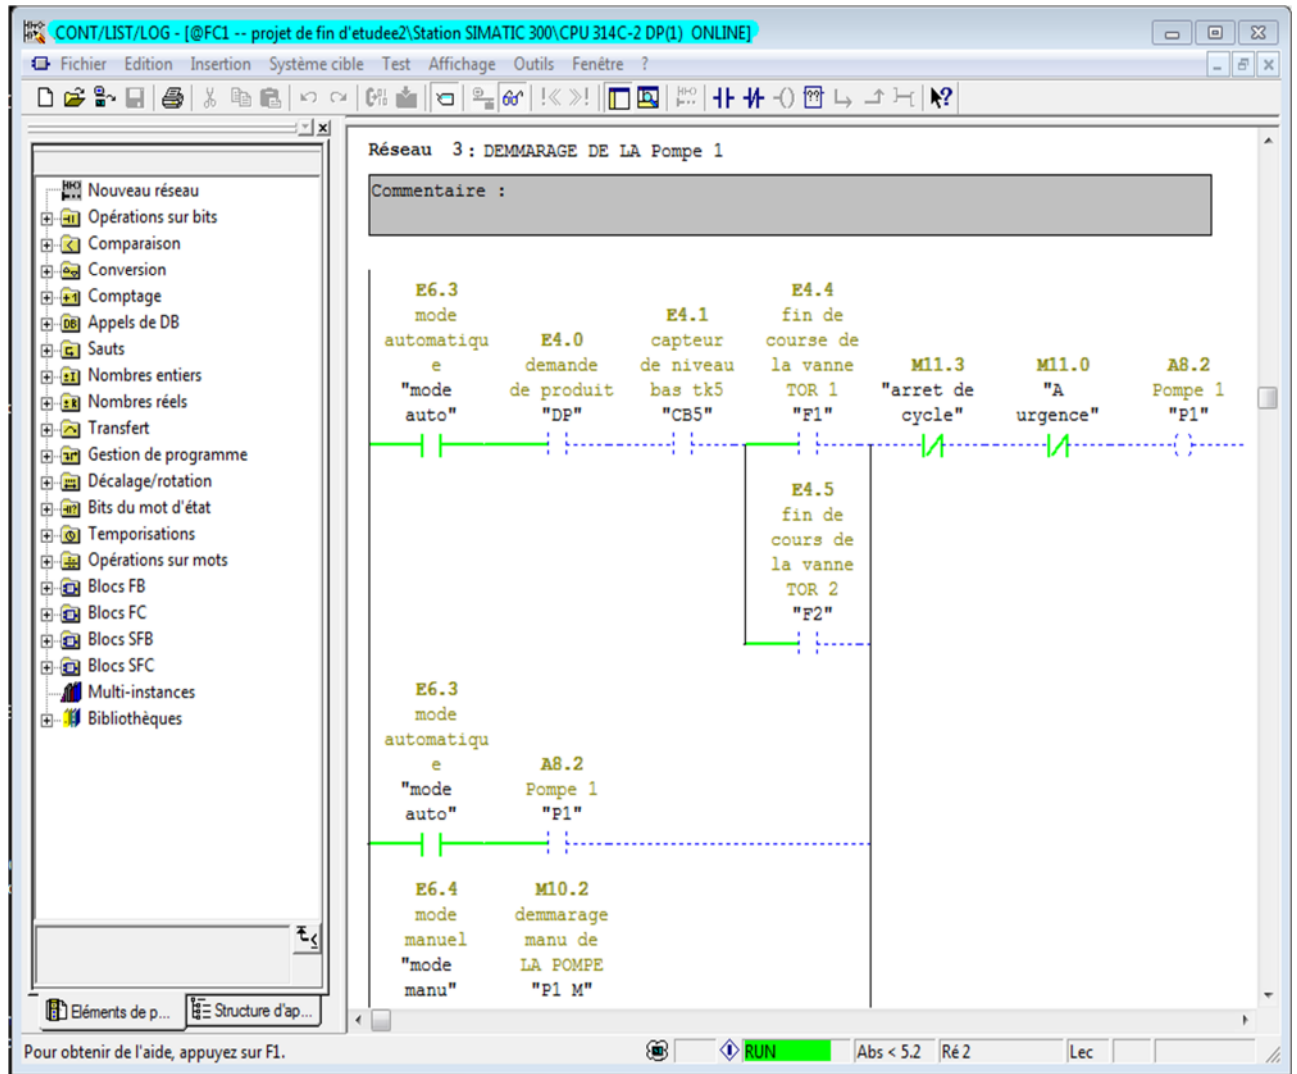 CONT/LIST/LOG - [@FC1 -- projet de fin d'etudee2\Station SIMATIC 300\CPU 314C-2 DP(1)  ONLINE]
Fichier Edition Insertion Système cible Test Affichage Outils Fenêtre ?
Nouveau réseau
Opérations sur bits
Comparaison
Conversion
Comptage
Appels de DB
Sauts
Nombres entiers
Nombres réels
Transfert
Gestion de programme
Décalage/rotation
Bits du mot d'état
Temporisations
Opérations sur mots
Blocs FB
Blocs FC
Blocs SFB
Blocs SFC
Multi-instances
Bibliothèques
Eléments de p...
Structure d'ap...
Réseau 3 : DEMMARAGE DE LA Pompe 1
Commentaire :
E6.3
mode
automatiqu
e
"mode
auto"
E4.0
demande
de produit
"DP"
E4.1
capteur
de niveau
bas tk5
"CB5"
E4.4
fin de
course de
la vanne
TOR 1
"F1"
M11.3
"arret de
cycle"
M11.0
"A
urgence"
A8.2
Pompe 1
"P1"
E4.5
fin de
cours de
la vanne
TOR 2
"F2"
E6.3
mode
automatiqu
e
"mode
auto"
A8.2
Pompe 1
"P1"
E6.4
mode
manuel
"mode
manu"
M10.2
demmarage
manu de
LA POMPE
"P1 M"
Pour obtenir de l'aide, appuyez sur F1.
RUN
Abs < 5.2
Ré 2
Lec